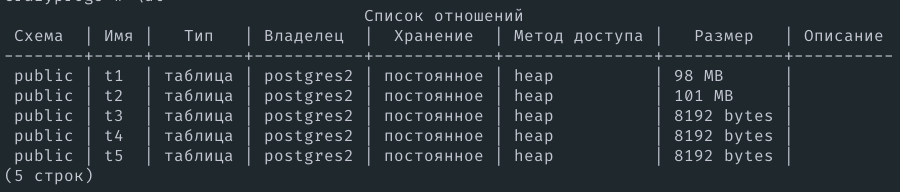 Список отношений
Схема | Имя | Тип | Владелец | Хранение | Метод доступа | Размер | Описание
--------+-----+---------+-----------+------------+---------------+------------+----------
public | t1 | таблица | postgres2 | постоянное | heap | 98 MB |
public | t2 | таблица | postgres2 | постоянное | heap | 101 MB |
public | t3 | таблица | postgres2 | постоянное | heap | 8192 bytes |
public | t4 | таблица | postgres2 | постоянное | heap | 8192 bytes |
public | t5 | таблица | postgres2 | постоянное | heap | 8192 bytes |
(5 строк)